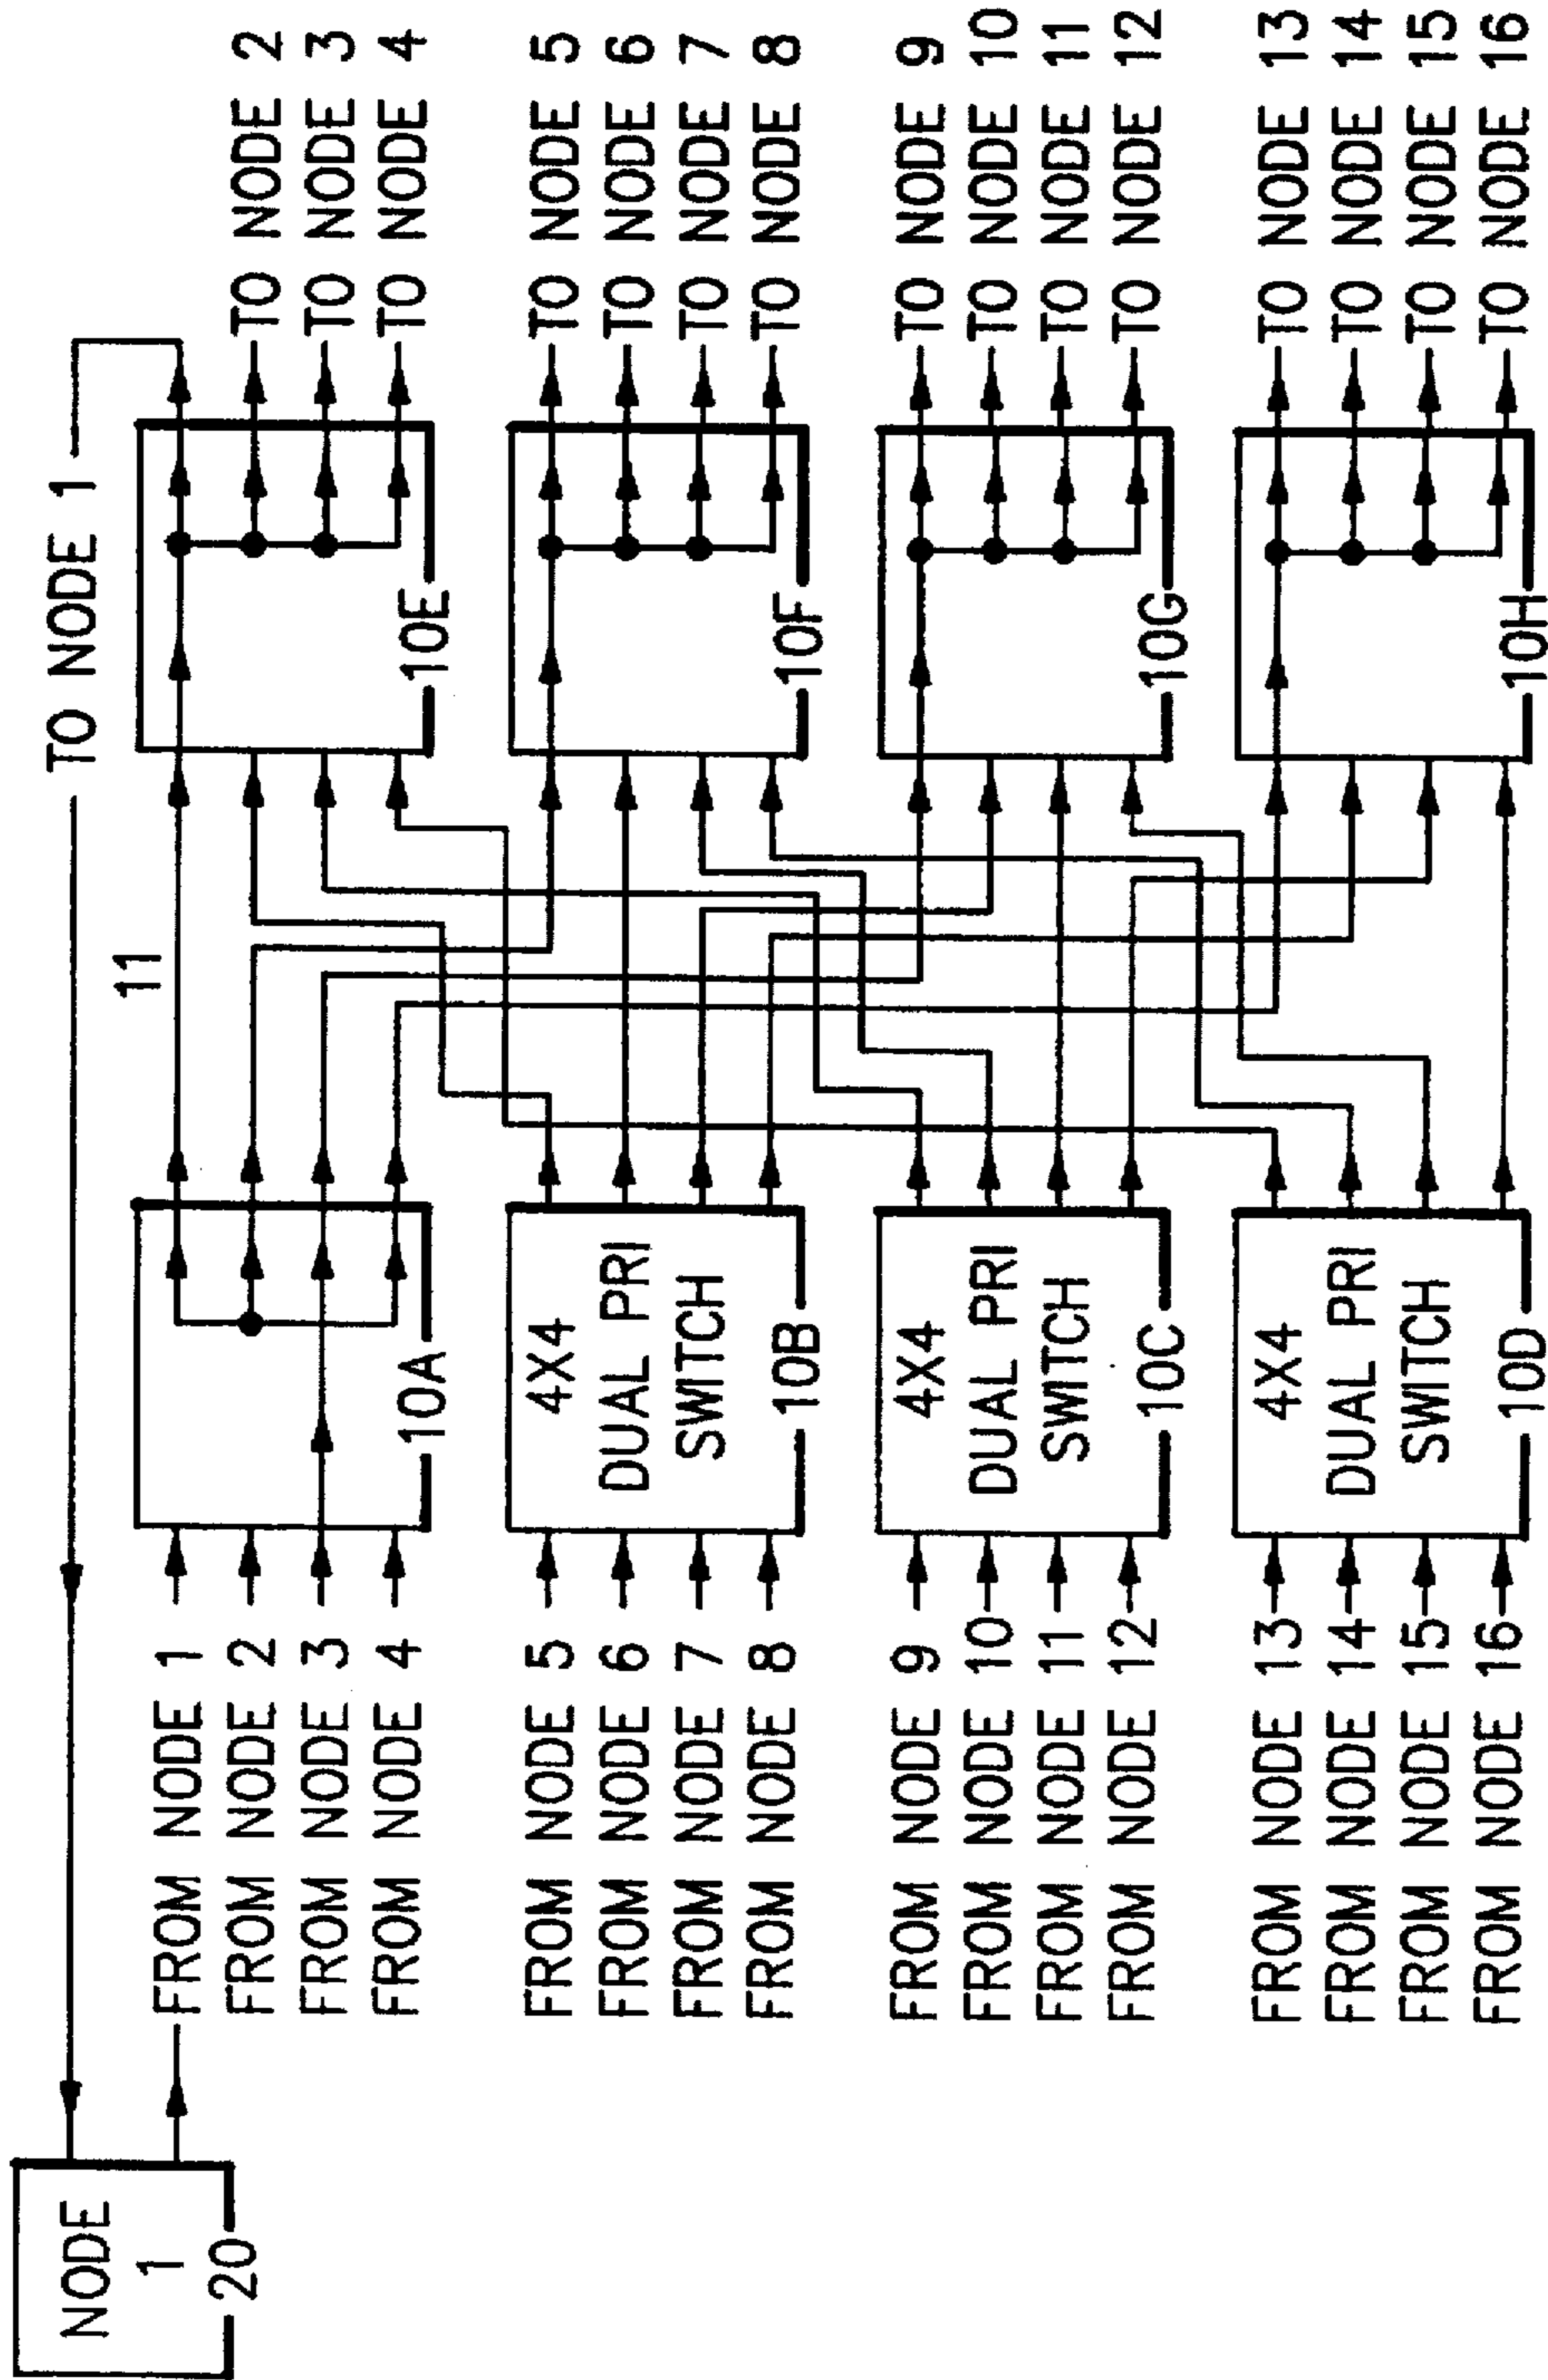 TO NODE 1
NODE
1
20
11
FROM NODE 1
FROM NODE 2
FROM NODE 3
FROM NODE 4
10A
10E
TO NODE 2
TO NODE 3
TO NODE 4
FROM NODE 5
FROM NODE 6
FROM NODE 7
FROM NODE 8
4X4
DUAL PRI
SWITCH
10B
10F
TO NODE 5
TO NODE 6
TO NODE 7
TO NODE 8
FROM NODE 9
FROM NODE 10
FROM NODE 11
FROM NODE 12
4X4
DUAL PRI
SWITCH
10C
10G
TO NODE 9
TO NODE 10
TO NODE 11
TO NODE 12
FROM NODE 13
FROM NODE 14
FROM NODE 15
FROM NODE 16
4X4
DUAL PRI
SWITCH
10D
10H
TO NODE 13
TO NODE 14
TO NODE 15
TO NODE 16